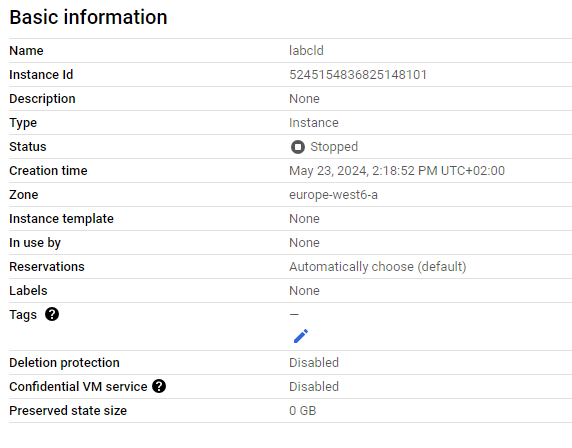 Basic information
Name labcld
Instance Id 5245154836825148101
Description None
Type Instance
Status Stopped
Creation time May 23, 2024, 2:18:52 PM UTC+02:00
Zone europe-west6-a
Instance template None
In use by None
Reservations Automatically choose (default)
Labels None
Tags ? —
Deletion protection Disabled
Confidential VM service ? Disabled
Preserved state size 0 GB